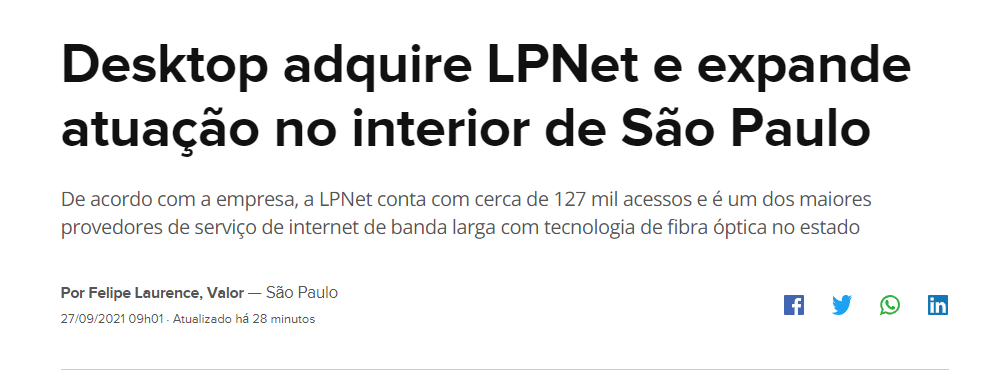 Desktop adquire LPNet e expande
atuação no interior de São Paulo
De acordo com a empresa, a LPNet conta com cerca de 127 mil acessos e é um dos maiores
provedores de serviço de internet de banda larga com tecnologia de fibra óptica no estado
Por Felipe Laurence, Valor — São Paulo
27/09/2021 09h01 · Atualizado há 28 minutos